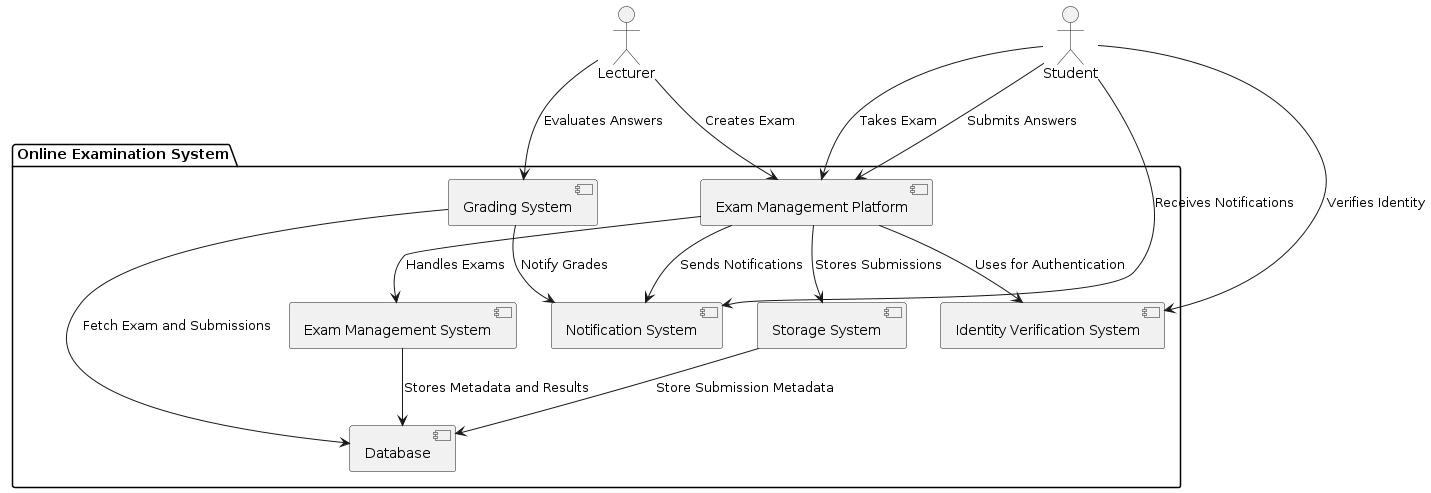 Lecturer
Student
Evaluates Answers
Creates Exam
Takes Exam
Submits Answers
Online Examination System
Receives Notifications
Verifies Identity
Grading System
Exam Management Platform
Handles Exams
Notify Grades
Sends Notifications
Stores Submissions
Uses for Authentication
Fetch Exam and Submissions
Exam Management System
Notification System
Storage System
Identity Verification System
Stores Metadata and Results
Store Submission Metadata
Database